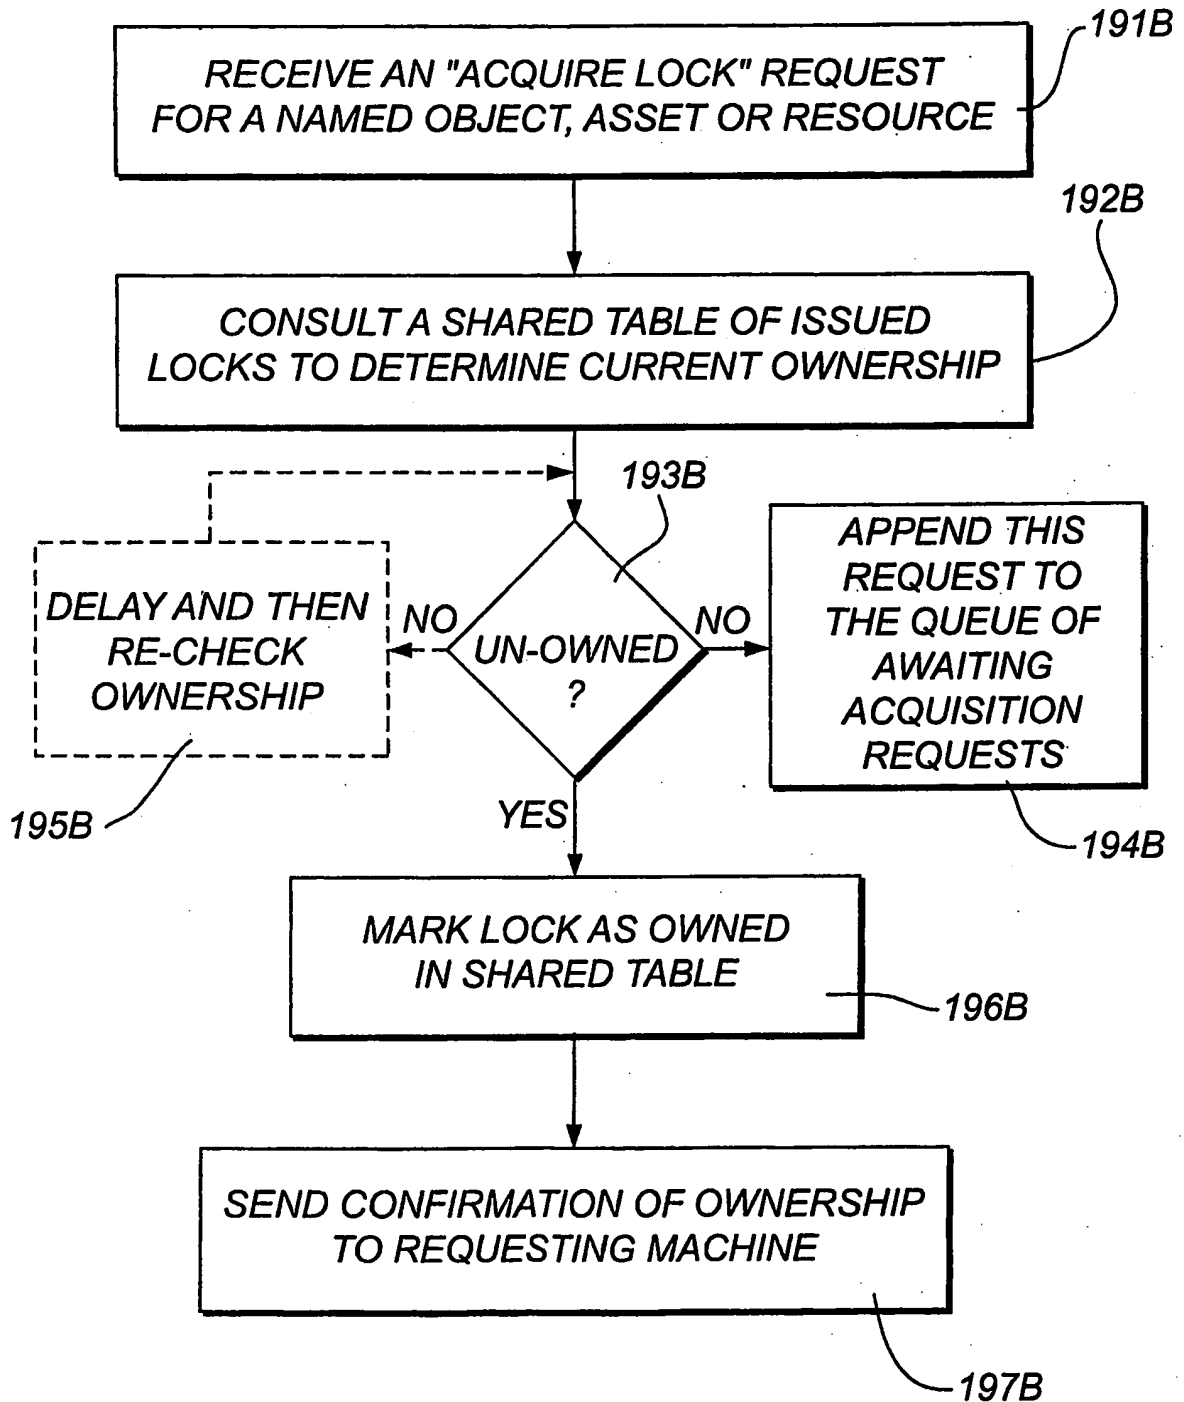 191B
RECEIVE AN "ACQUIRE LOCK" REQUEST
FOR A NAMED OBJECT, ASSET OR RESOURCE
192B
CONSULT A SHARED TABLE OF ISSUED
LOCKS TO DETERMINE CURRENT OWNERSHIP
193B
DELAY AND THEN
RE-CHECK
OWNERSHIP
195B
NO
UN-OWNED
?
NO
APPEND THIS
REQUEST TO
THE QUEUE OF
AWAITING
ACQUISITION
REQUESTS
194B
YES
MARK LOCK AS OWNED
IN SHARED TABLE
196B
SEND CONFIRMATION OF OWNERSHIP
TO REQUESTING MACHINE
197B